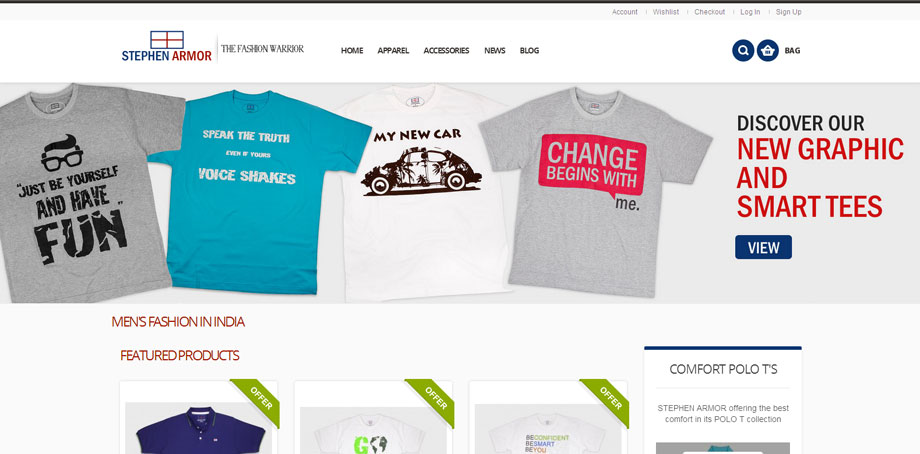 Account Wishlist Checkout Log In Sign Up
STEPHEN ARMOR THE FASHION WARRIOR
HOME APPAREL ACCESSORIES NEWS BLOG
BAG
"JUST BE YOURSELF
AND HAVE
FUN"
SPEAK THE TRUTH
EVEN IF YOURS
VOICE SHAKES
MY NEW CAR
CHANGE
BEGINS WITH
me.
DISCOVER OUR
NEW GRAPHIC
AND
SMART TEES
VIEW
MEN'S FASHION IN INDIA
FEATURED PRODUCTS
OFFER
OFFER
GO
OFFER
BECONFICIENT
BESMART
BEYOU
COMFORT POLO T'S
STEPHEN ARMOR offering the best
comfort in its POLO T collection